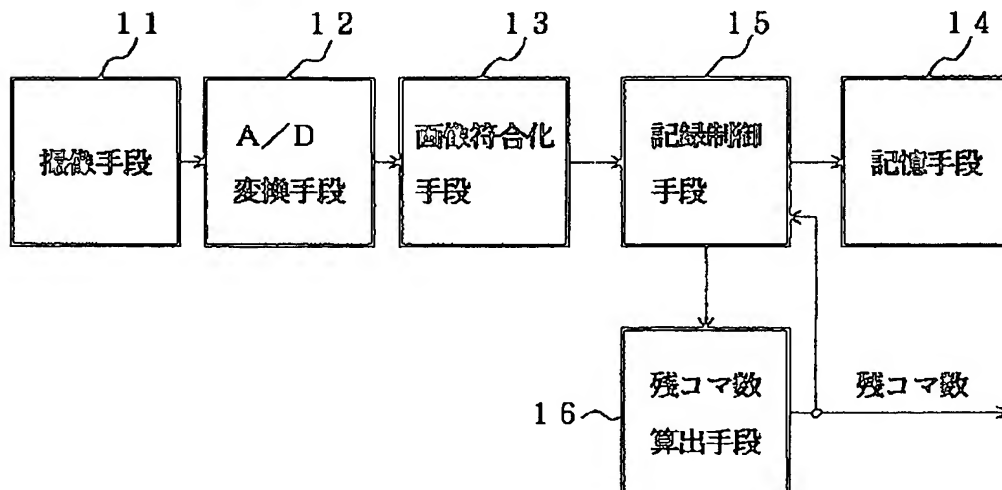 11
12
13
15
14
撮像手段
A/D
変換手段
画像符合化
手段
記録制御
手段
記憶手段
16
残コマ数
算出手段
残コマ数